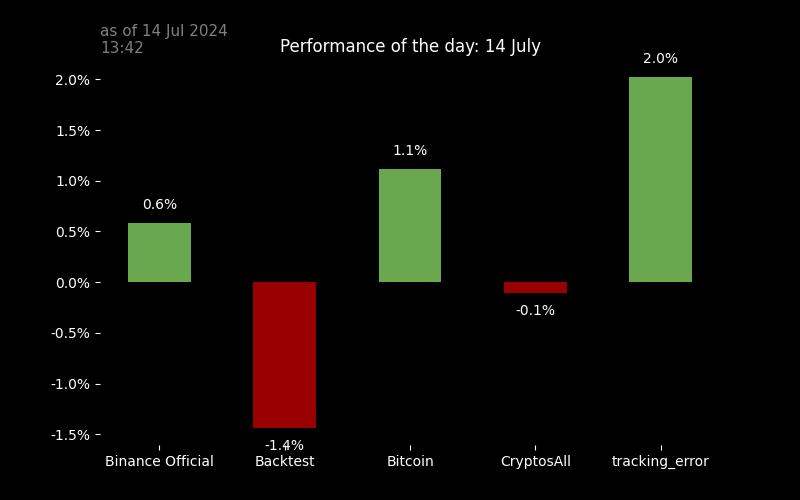 as of 14 Jul 2024
13:42
Performance of the day: 14 July
2.0%
1.5%
1.0%
0.5%
0.0%
-0.5%
-1.0%
-1.5%
0.6%
-1.4%
1.1%
-0.1%
2.0%
Binance Official
Backtest
Bitcoin
CryptosAll
tracking_error